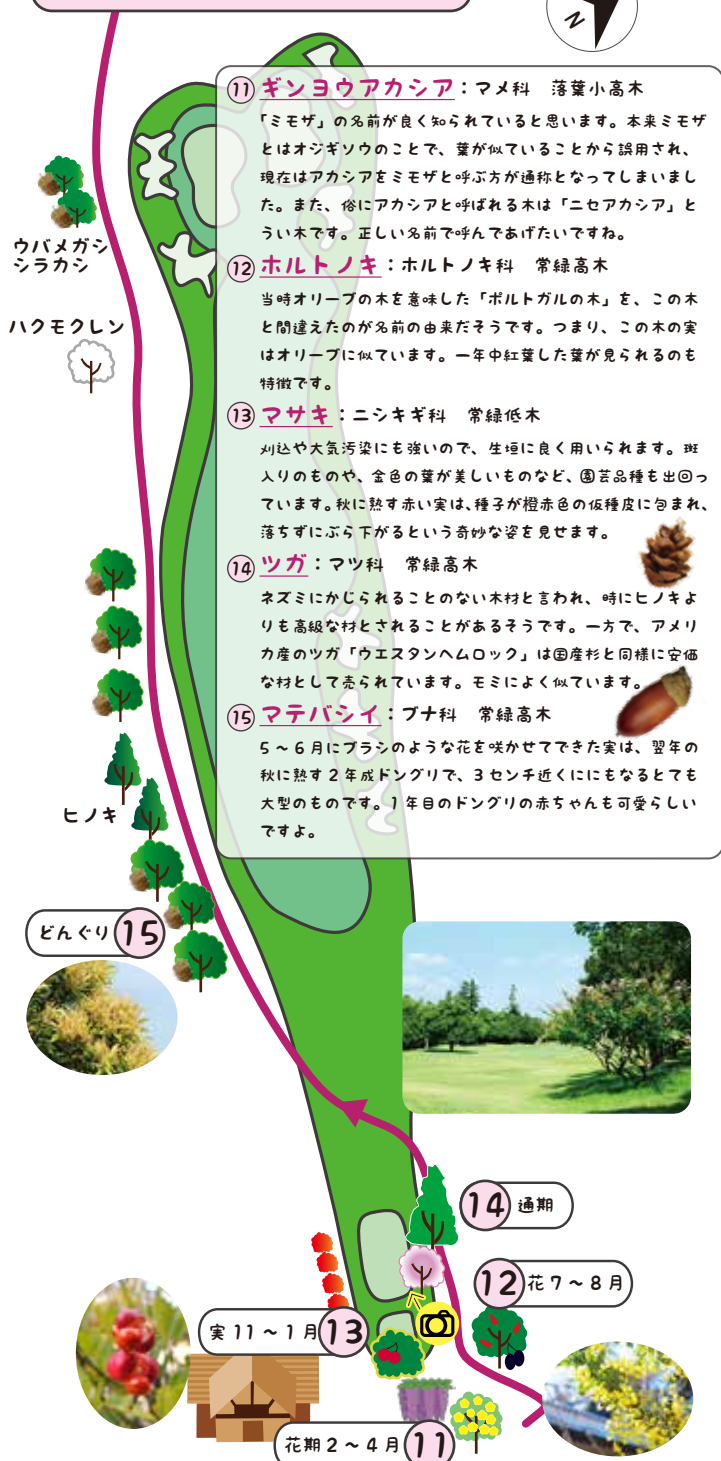 N
⑪ ギンヨウアカシア：マメ科　落葉小高木
「ミモザ」の名前が良く知られていると思います。本来ミモザ
とはオジギソウのことで、葉が似ていることから誤用され、
現在はアカシアをミモザと呼ぶ方が通称となってしまいまし
た。また、俗にアカシアと呼ばれる木は「ニセアカシア」と
うい木です。正しい名前で呼んであげたいですね。
⑫ ホルトノキ：ホルトノキ科　常緑高木
当時オリーブの木を意味した「ポルトガルの木」を、この木
と間違えたのが名前の由来だそうです。つまり、この木の実
はオリーブに似ています。一年中紅葉した葉が見られるのも
特徴です。
⑬ マサキ：ニシキギ科　常緑低木
刈込や大気汚染にも強いので、生垣に良く用いられます。斑
入りのものや、金色の葉が美しいものなど、園芸品種も出回っ
ています。秋に熟す赤い実は、種子が橙赤色の仮種皮に包まれ、
落ちずにぶら下がるという奇妙な姿を見せます。
⑭ ツガ：マツ科　常緑高木
ネズミにかじられることのない木材と言われ、時にヒノキよ
りも高級な材とされることがあるそうです。一方で、アメリ
カ産のツガ「ウエスタンヘムロック」は国産杉と同様に安価
な材として売られています。モミによく似ています。
⑮ マテバシイ：ブナ科　常緑高木
5～6月にブラシのような花を咲かせてできた実は、翌年の
秋に熟す2年成ドングリで、3センチ近くににもなるとても
大型のものです。1年目のドングリの赤ちゃんも可愛らしい
ですよ。
ウバメガシ
シラカシ
ハクモクレン
ヒノキ
どんぐり 15
14 通期
12 花7～8月
実11～1月 13
花期2～4月 11